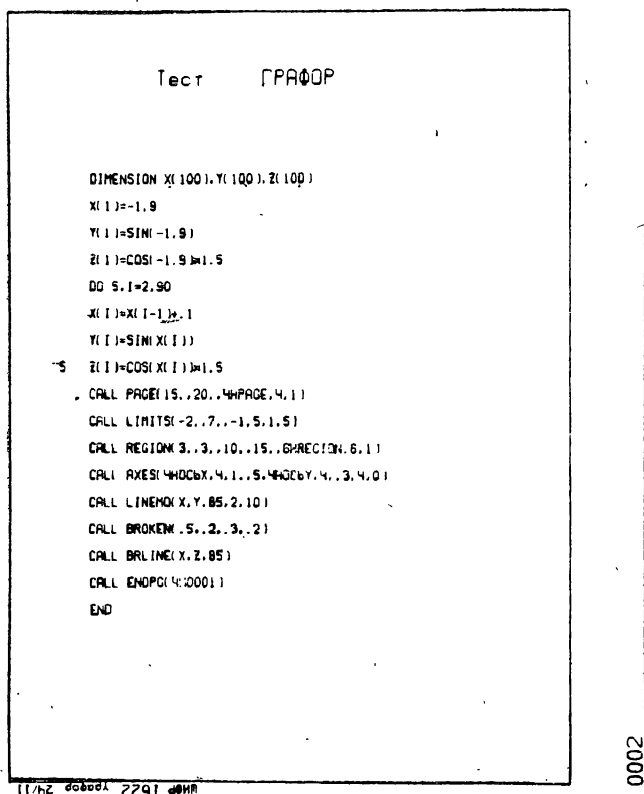 Тест ГРАФОР
DIMENSION X(100),Y(100),Z(100)
X(1)=-1.9
Y(1)=SIN(-1.9)
Z(1)=COS(-1.9)*1.5
DO 5,I=2,90
X(I)=X(I-1)+.1
Y(I)=SIN(X(I))
5 Z(I)=COS(X(I))*1.5
CALL PAGE(15.,20.,4HPAGE,4,1)
CALL LIMITS(-2.,7.,-1.5,1.5)
CALL REGION(3.,3.,10.,15.,6HREGION,6,1)
CALL AXES(4HОСЬX,4,1.,5,4HОСЬY,4,.3,4,0)
CALL LINEMO(X,Y,85,2,10)
CALL BROKEN(.5,.2,.3,.2)
CALL BRLINE(X,Z,85)
CALL ENDPG(4H0001)
END
0002